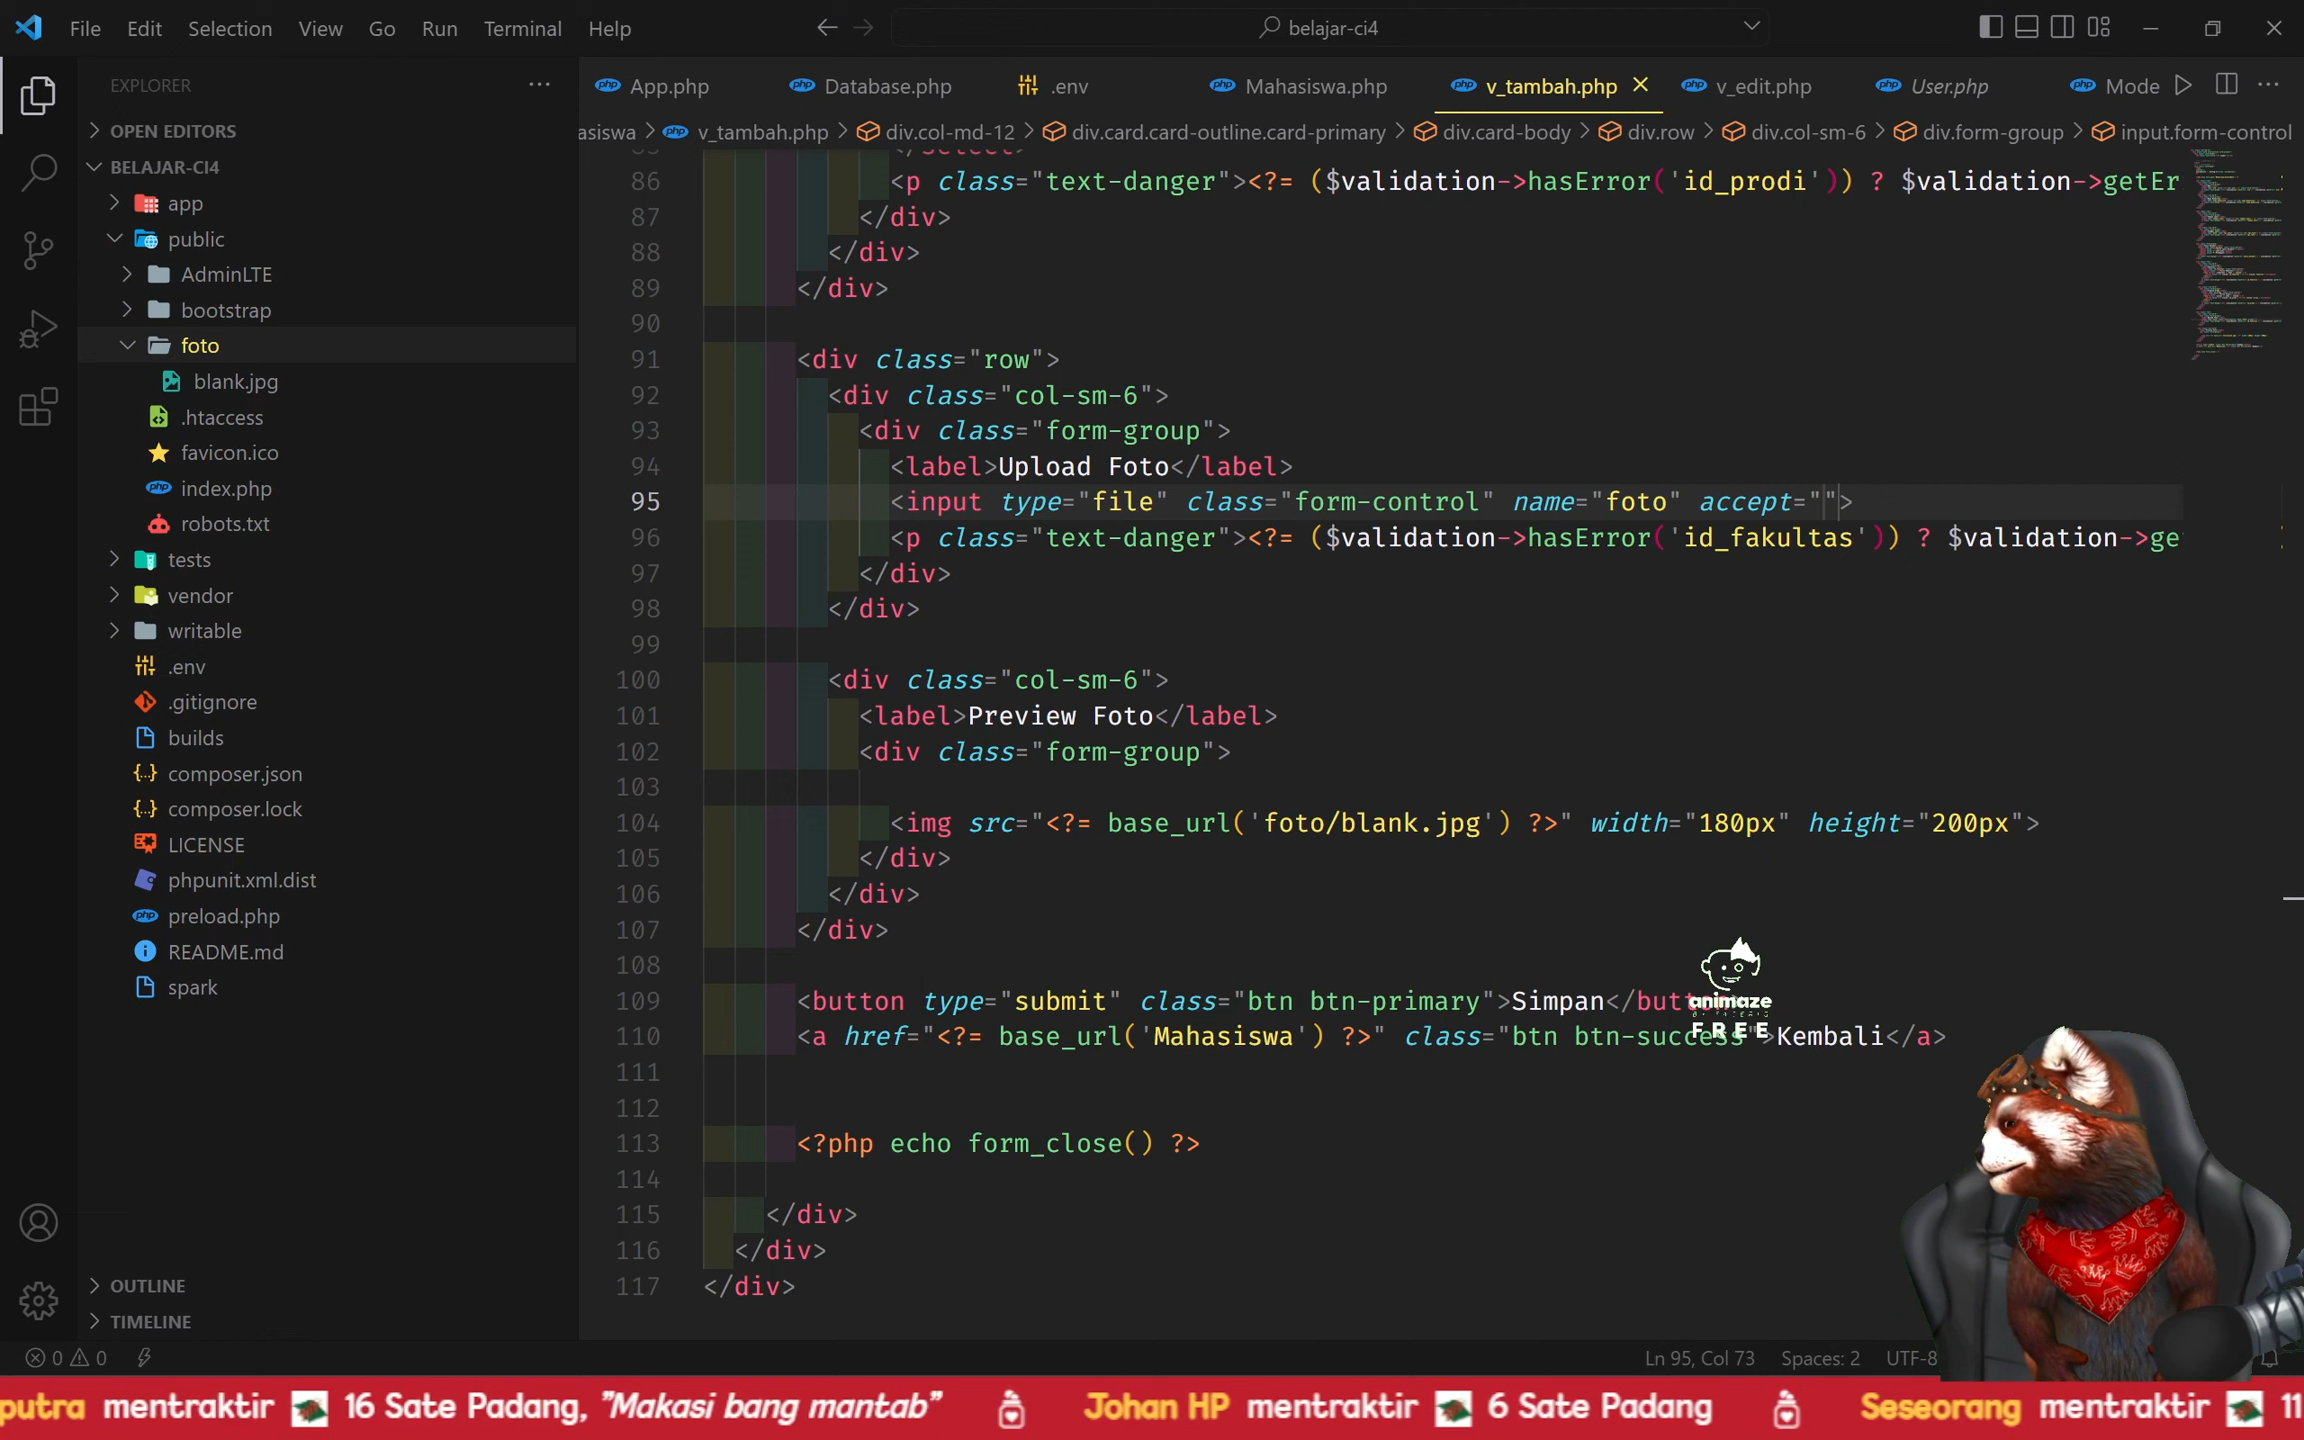 File Edit Selection View Go Run Terminal Help
belajar-ci4
EXPLORER
OPEN EDITORS
BELAJAR-CI4
app
public
AdminLTE
bootstrap
foto
blank.jpg
.htaccess
favicon.ico
index.php
robots.txt
tests
vendor
writable
.env
.gitignore
builds
composer.json
composer.lock
LICENSE
phpunit.xml.dist
preload.php
README.md
spark
OUTLINE
TIMELINE
App.php Database.php .env Mahasiswa.php v_tambah.php v_edit.php User.php Mode
asiswa > v_tambah.php > div.col-md-12 > div.card.card-outline.card-primary > div.card-body > div.row > div.col-sm-6 > div.form-group > input.form-control
86 <p class="text-danger"><?= ($validation->hasError('id_prodi')) ? $validation->getEr
87 </div>
88 </div>
89 </div>
90
91 <div class="row">
92 <div class="col-sm-6">
93 <div class="form-group">
94 <label>Upload Foto</label>
95 <input type="file" class="form-control" name="foto" accept="">
96 <p class="text-danger"><?= ($validation->hasError('id_fakultas')) ? $validation->ge
97 </div>
98 </div>
99
100 <div class="col-sm-6">
101 <label>Preview Foto</label>
102 <div class="form-group">
103
104 <img src="<?= base_url('foto/blank.jpg') ?>" width="180px" height="200px">
105 </div>
106 </div>
107 </div>
108
109 <button type="submit" class="btn btn-primary">Simpan</butt
110 <a href="<?= base_url('Mahasiswa') ?>" class="btn btn-success">Kembali</a>
111
112
113 <?php echo form_close() ?>
114
115 </div>
116 </div>
117 </div>
animaze
FREE
0 0
Ln 95, Col 73 Spaces: 2 UTF-8
putra mentraktir 16 Sate Padang, "Makasi bang mantab" Johan HP mentraktir 6 Sate Padang Seseorang mentraktir 11